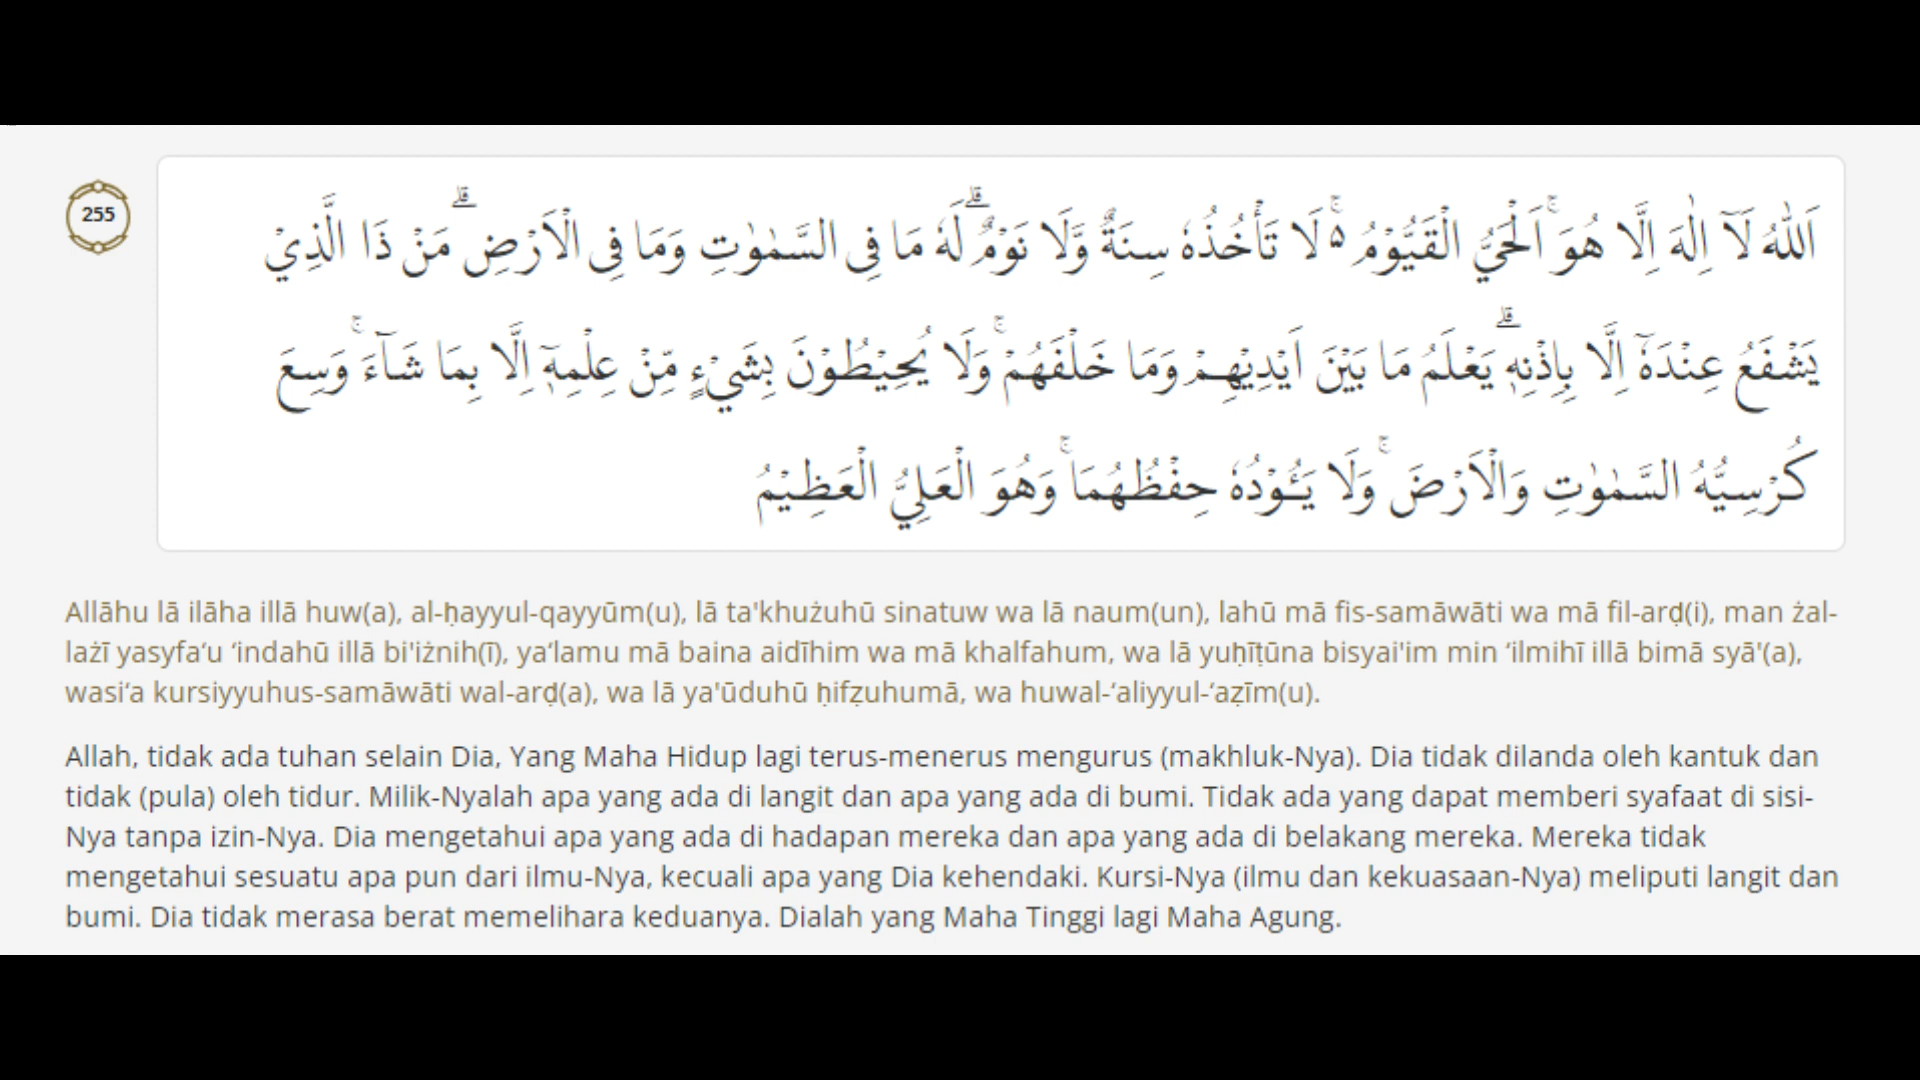 255
اَللّٰهُ لَآ اِلٰهَ اِلَّا هُوَۚ اَلْحَيُّ الْقَيُّوْمُ ەۚ لَا تَأْخُذُهٗ سِنَةٌ وَّلَا نَوْمٌۗ لَهٗ مَا فِى السَّمٰوٰتِ وَمَا فِى الْاَرْضِۗ مَنْ ذَا الَّذِيْ
يَشْفَعُ عِنْدَهٗٓ اِلَّا بِاِذْنِهٖۗ يَعْلَمُ مَا بَيْنَ اَيْدِيْهِمْ وَمَا خَلْفَهُمْۚ وَلَا يُحِيْطُوْنَ بِشَيْءٍ مِّنْ عِلْمِهٖٓ اِلَّا بِمَا شَاۤءَۚ وَسِعَ
كُرْسِيُّهُ السَّمٰوٰتِ وَالْاَرْضَۚ وَلَا يَـُٔوْدُهٗ حِفْظُهُمَاۚ وَهُوَ الْعَلِيُّ الْعَظِيْمُ
Allāhu lā ilāha illā huw(a), al-ḥayyul-qayyūm(u), lā ta'khużuhū sinatuw wa lā naum(un), lahū mā fis-samāwāti wa mā fil-arḍ(i), man żal-
lażī yasyfa‘u ‘indahū illā bi'iżnih(ī), ya‘lamu mā baina aidīhim wa mā khalfahum, wa lā yuḥīṭūna bisyai'im min ‘ilmihī illā bimā syā'(a),
wasi‘a kursiyyuhus-samāwāti wal-arḍ(a), wa lā ya'ūduhū ḥifẓuhumā, wa huwal-‘aliyyul-‘aẓīm(u).
Allah, tidak ada tuhan selain Dia, Yang Maha Hidup lagi terus-menerus mengurus (makhluk-Nya). Dia tidak dilanda oleh kantuk dan
tidak (pula) oleh tidur. Milik-Nyalah apa yang ada di langit dan apa yang ada di bumi. Tidak ada yang dapat memberi syafaat di sisi-
Nya tanpa izin-Nya. Dia mengetahui apa yang ada di hadapan mereka dan apa yang ada di belakang mereka. Mereka tidak
mengetahui sesuatu apa pun dari ilmu-Nya, kecuali apa yang Dia kehendaki. Kursi-Nya (ilmu dan kekuasaan-Nya) meliputi langit dan
bumi. Dia tidak merasa berat memelihara keduanya. Dialah yang Maha Tinggi lagi Maha Agung.